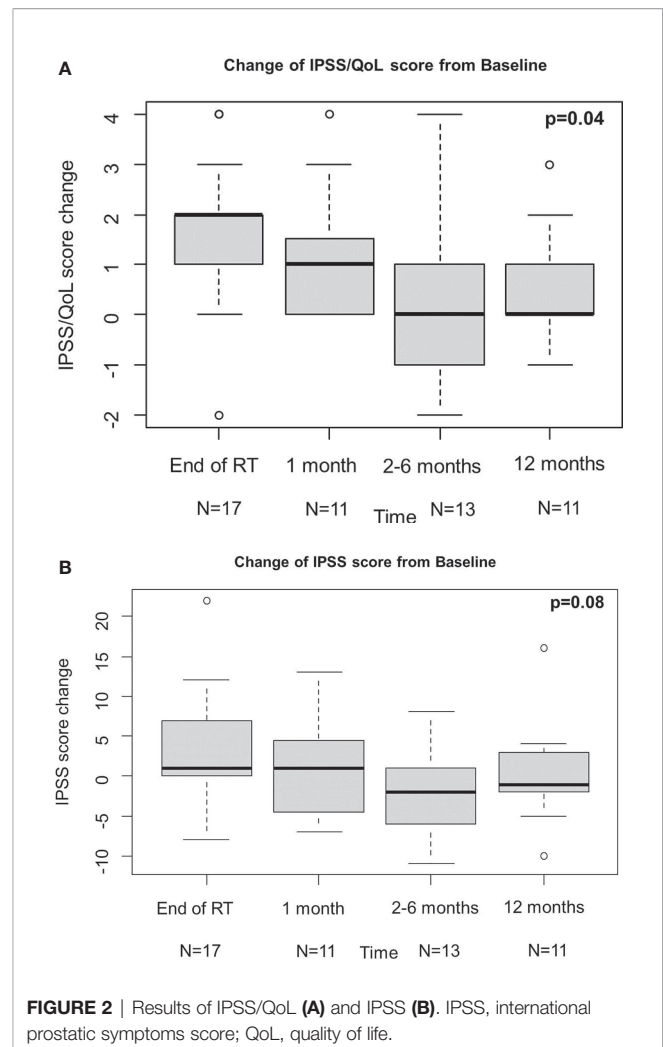 A
Change of IPSS/QoL score from Baseline
p=0.04
IPSS/QoL score change
4
3
2
1
0
-1
-2
End of RT 1 month 2-6 months 12 months
N=17 N=11 Time N=13 N=11
B
Change of IPSS score from Baseline
p=0.08
IPSS score change
20
15
10
5
0
-5
-10
End of RT 1 month 2-6 months 12 months
N=17 N=11 Time N=13 N=11
FIGURE 2 | Results of IPSS/QoL (A) and IPSS (B). IPSS, international
prostatic symptoms score; QoL, quality of life.